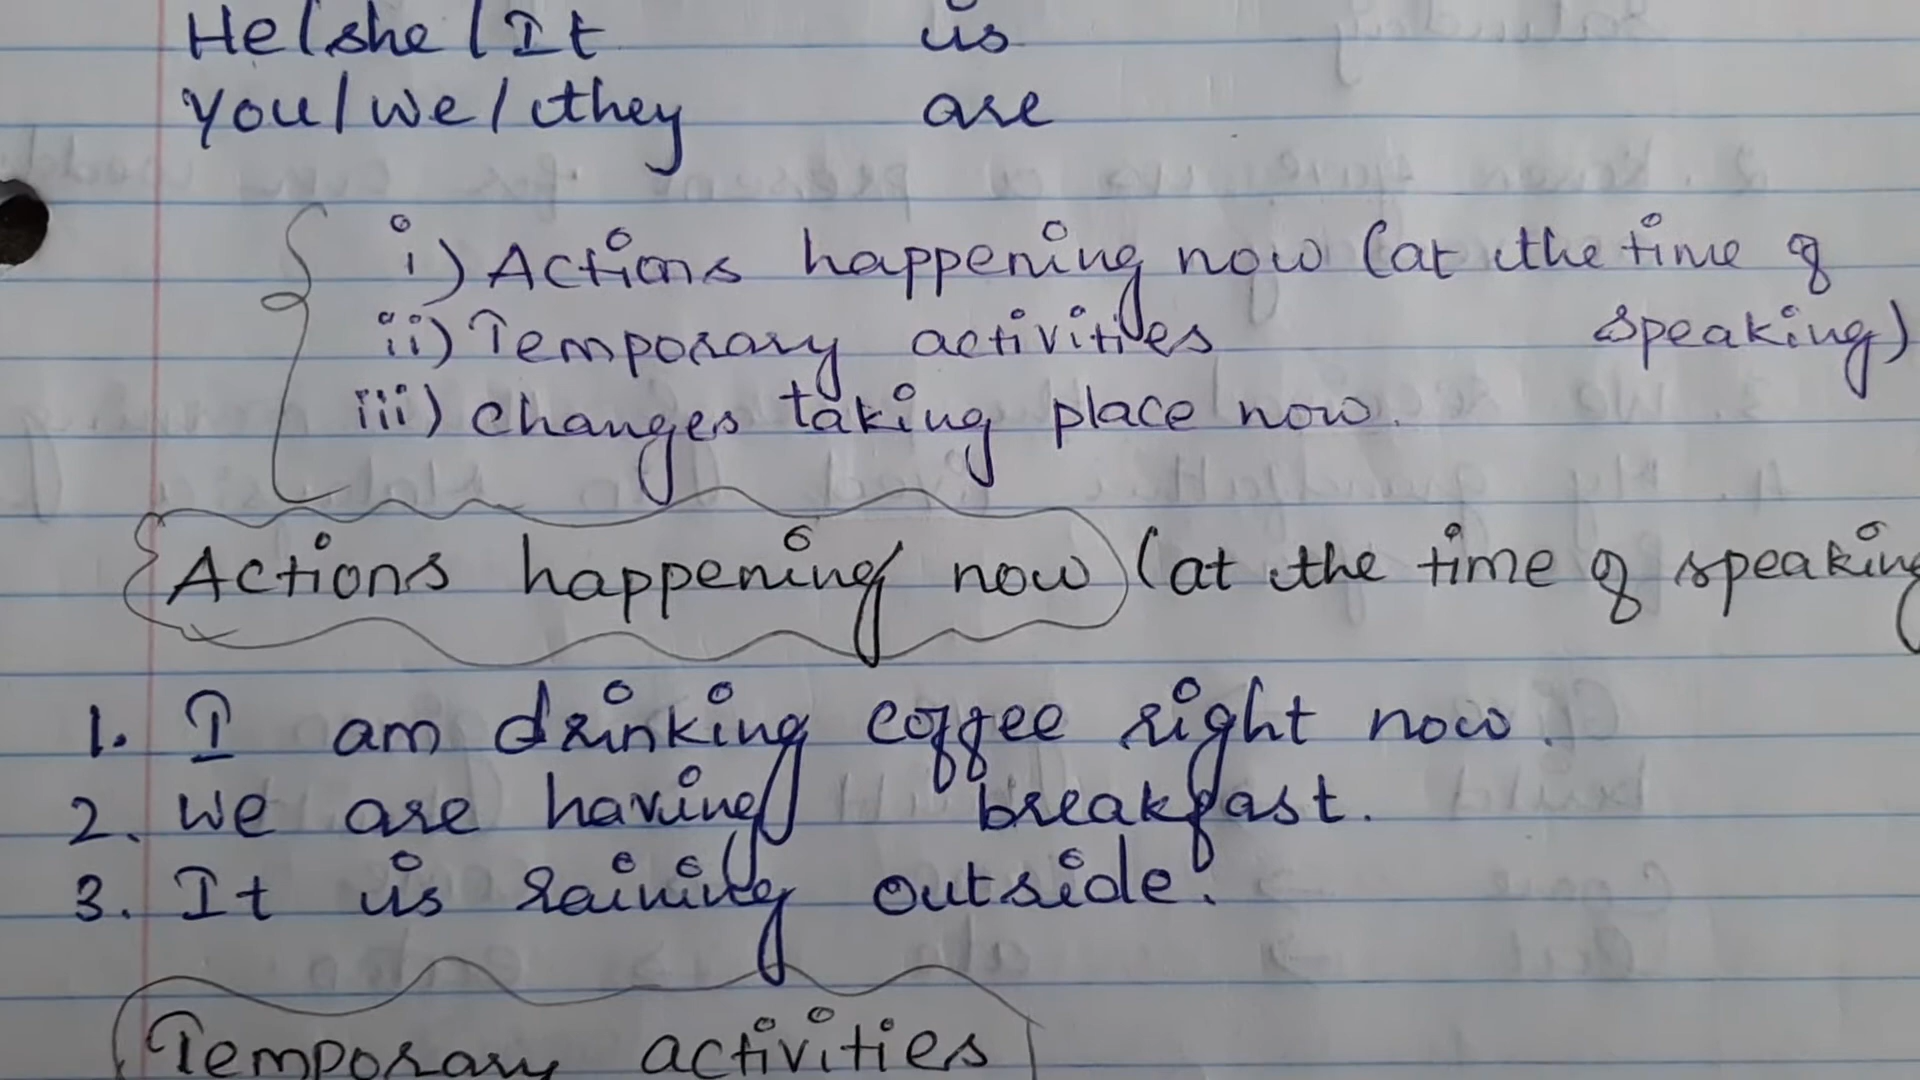 He/she/It is
You/we/they are
i) Actions happening now (at the time of
speaking)
ii) Temporary activities
iii) changes taking place now.
Actions happening now (at the time of speaking
1. I am drinking coffee right now.
2. We are having breakfast.
3. It is raining outside.
Temporary activities